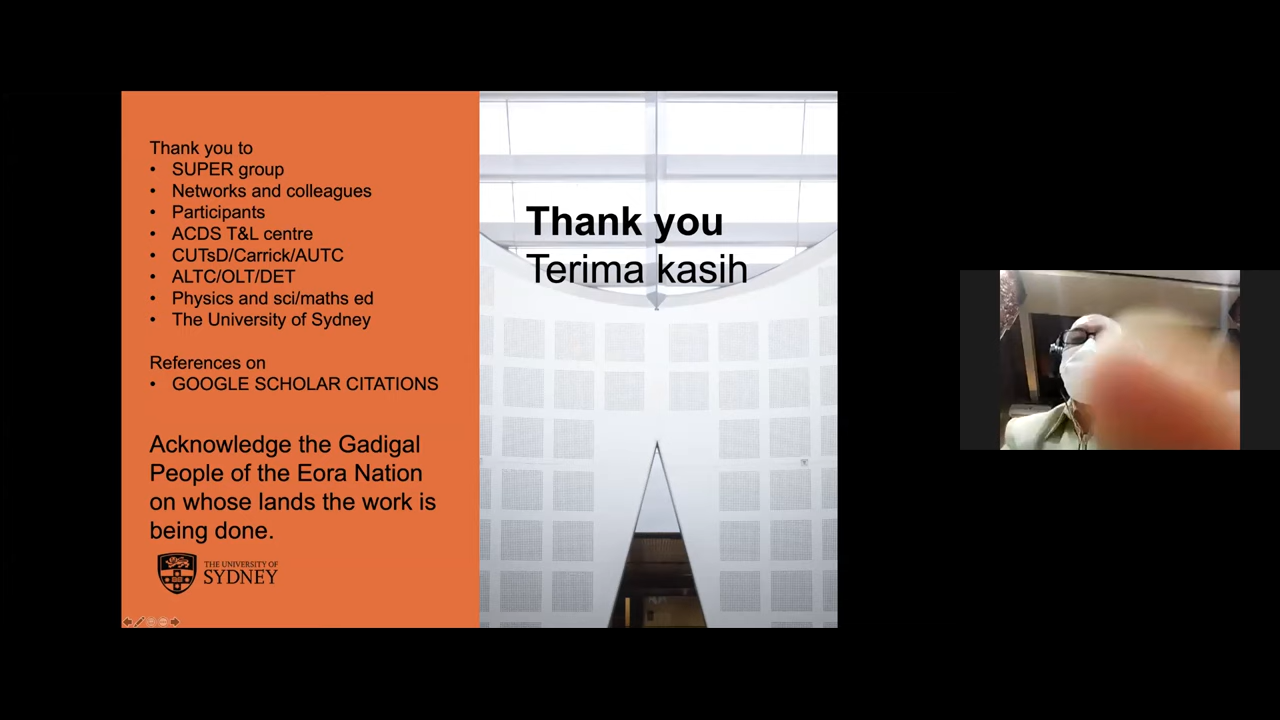 Thank you to
• SUPER group
• Networks and colleagues
• Participants
• ACDS T&L centre
• CUTsD/Carrick/AUTC
• ALTC/OLT/DET
• Physics and sci/maths ed
• The University of Sydney
References on
• GOOGLE SCHOLAR CITATIONS
Acknowledge the Gadigal
People of the Eora Nation
on whose lands the work is
being done.
THE UNIVERSITY OF
SYDNEY
Thank you
Terima kasih